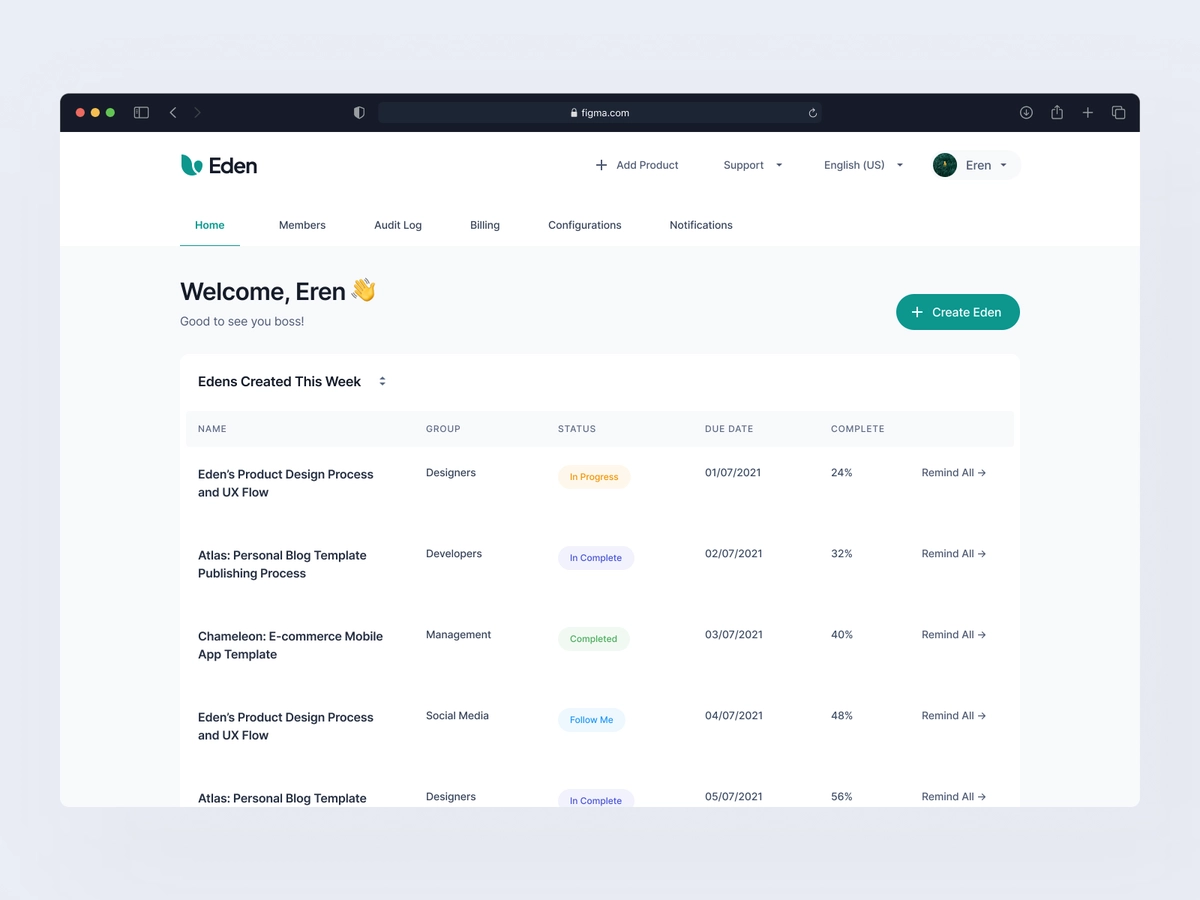 figma.com
Eden
Add Product
Support
English (US)
Eren
Home
Members
Audit Log
Billing
Configurations
Notifications
Welcome, Eren 👋
Good to see you boss!
Create Eden
Edens Created This Week
NAME GROUP STATUS DUE DATE COMPLETE
Eden’s Product Design Process
and UX Flow
Designers
In Progress
01/07/2021
24%
Remind All →
Atlas: Personal Blog Template
Publishing Process
Developers
In Complete
02/07/2021
32%
Remind All →
Chameleon: E-commerce Mobile
App Template
Management
Completed
03/07/2021
40%
Remind All →
Eden’s Product Design Process
and UX Flow
Social Media
Follow Me
04/07/2021
48%
Remind All →
Atlas: Personal Blog Template
Designers
In Complete
05/07/2021
56%
Remind All →